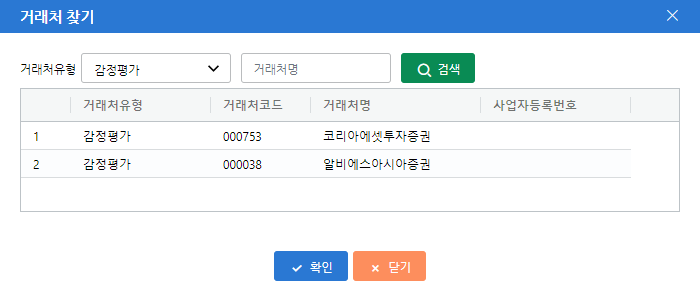 거래처 찾기
거래처유형 감정평가 거래처명 검색
거래처유형 거래처코드 거래처명 사업자등록번호
1 감정평가 000753 코리아에셋투자증권
2 감정평가 000038 알비에스아시아증권
확인 닫기